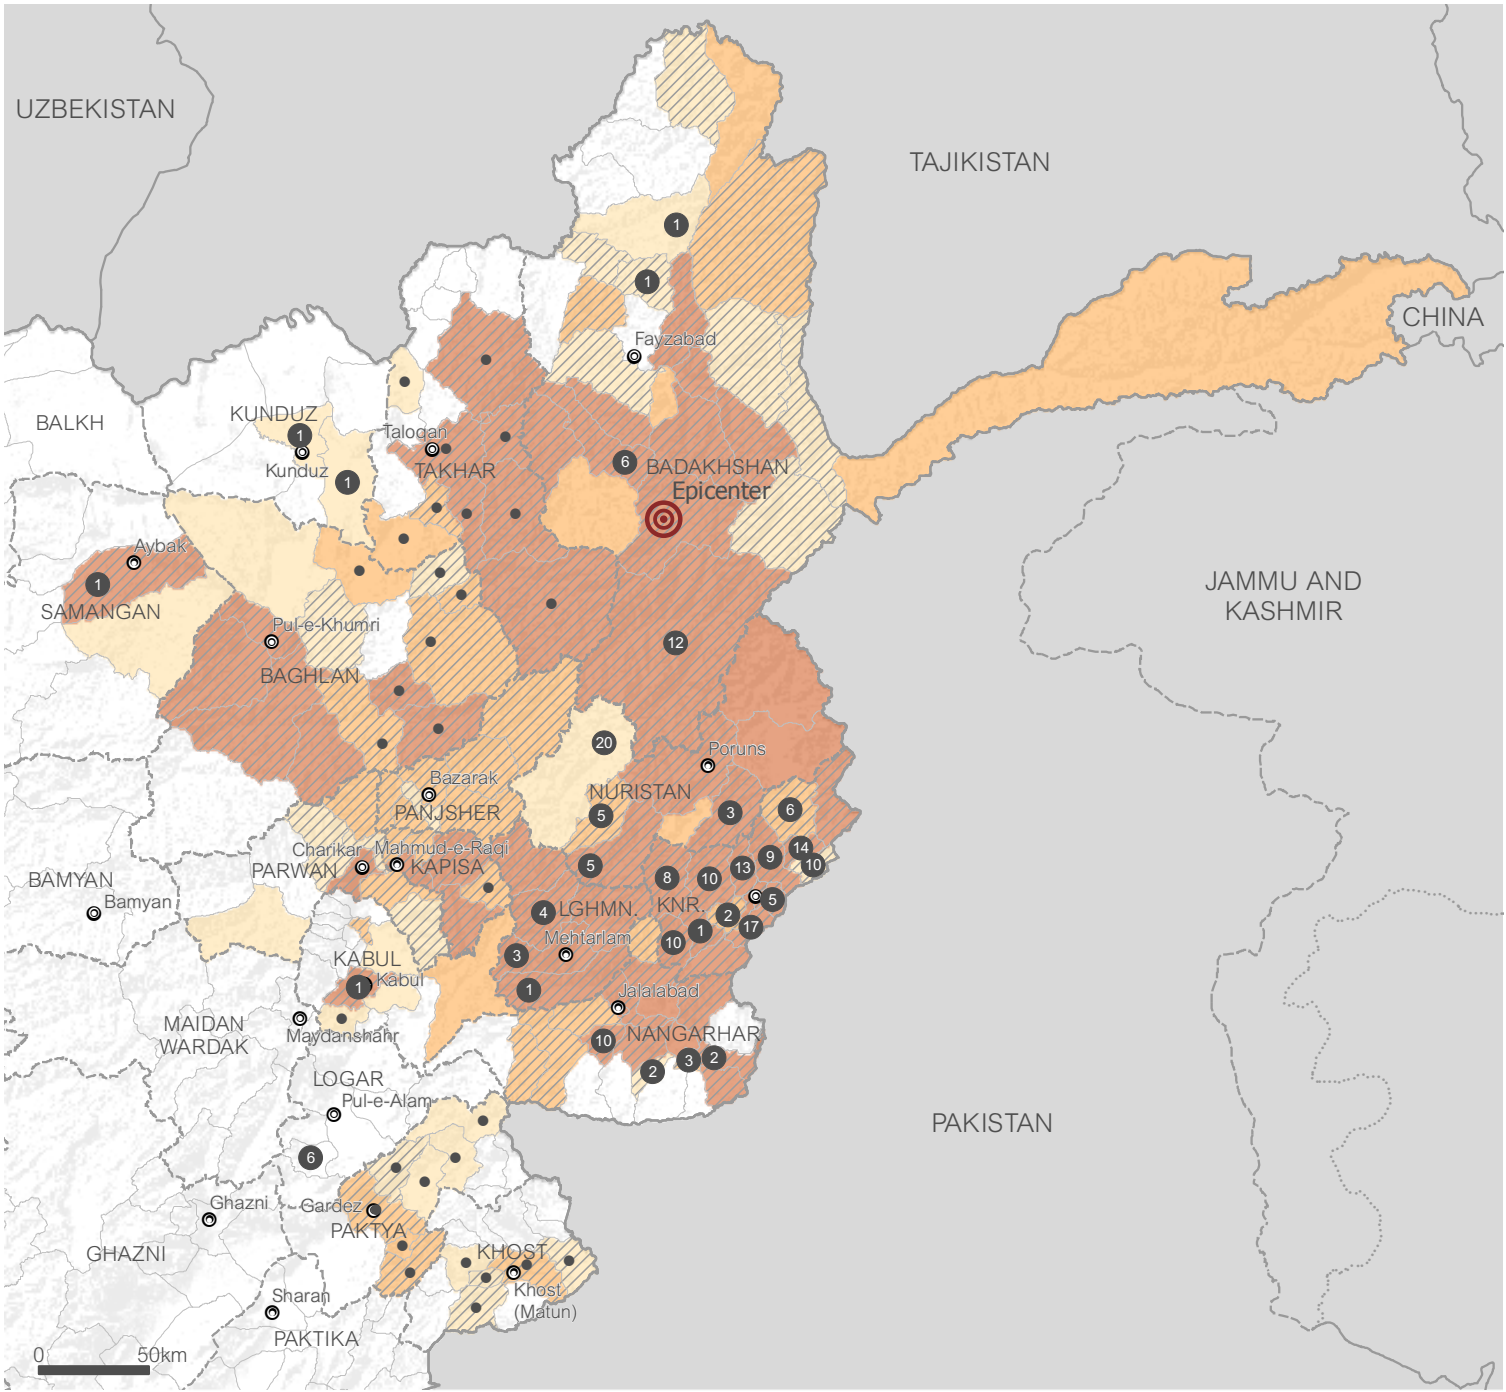 UZBEKISTAN
TAJIKISTAN
1
1
CHINA
Fayzabad
BALKH
KUNDUZ
1
Kunduz
Taloqan
TAKHAR
1
6
BADAKHSHAN
Epicenter
Aybak
1
SAMANGAN
JAMMU AND
KASHMIR
Pul-e-Khumri
12
BAGHLAN
20
Poruns
Bazarak
PANJSHER
NURISTAN
5
3
6
Charikar
Mahmud-e-Raqi
PARWAN
KAPISA
5
8
10
13
9
14
10
BAMYAN
Bamyan
4
LGHMN.
KNR.
2
5
17
1
10
Mehtarlam
3
KABUL
1
Kabul
1
Jalalabad
MAIDAN
WARDAK
Maydanshahr
NANGARHAR
10
2
3
2
LOGAR
Pul-e-Alam
6
PAKISTAN
Ghazni
Gardez
PAKTYA
GHAZNI
KHOST
Khost
(Matun)
Sharan
PAKTIKA
0
50km